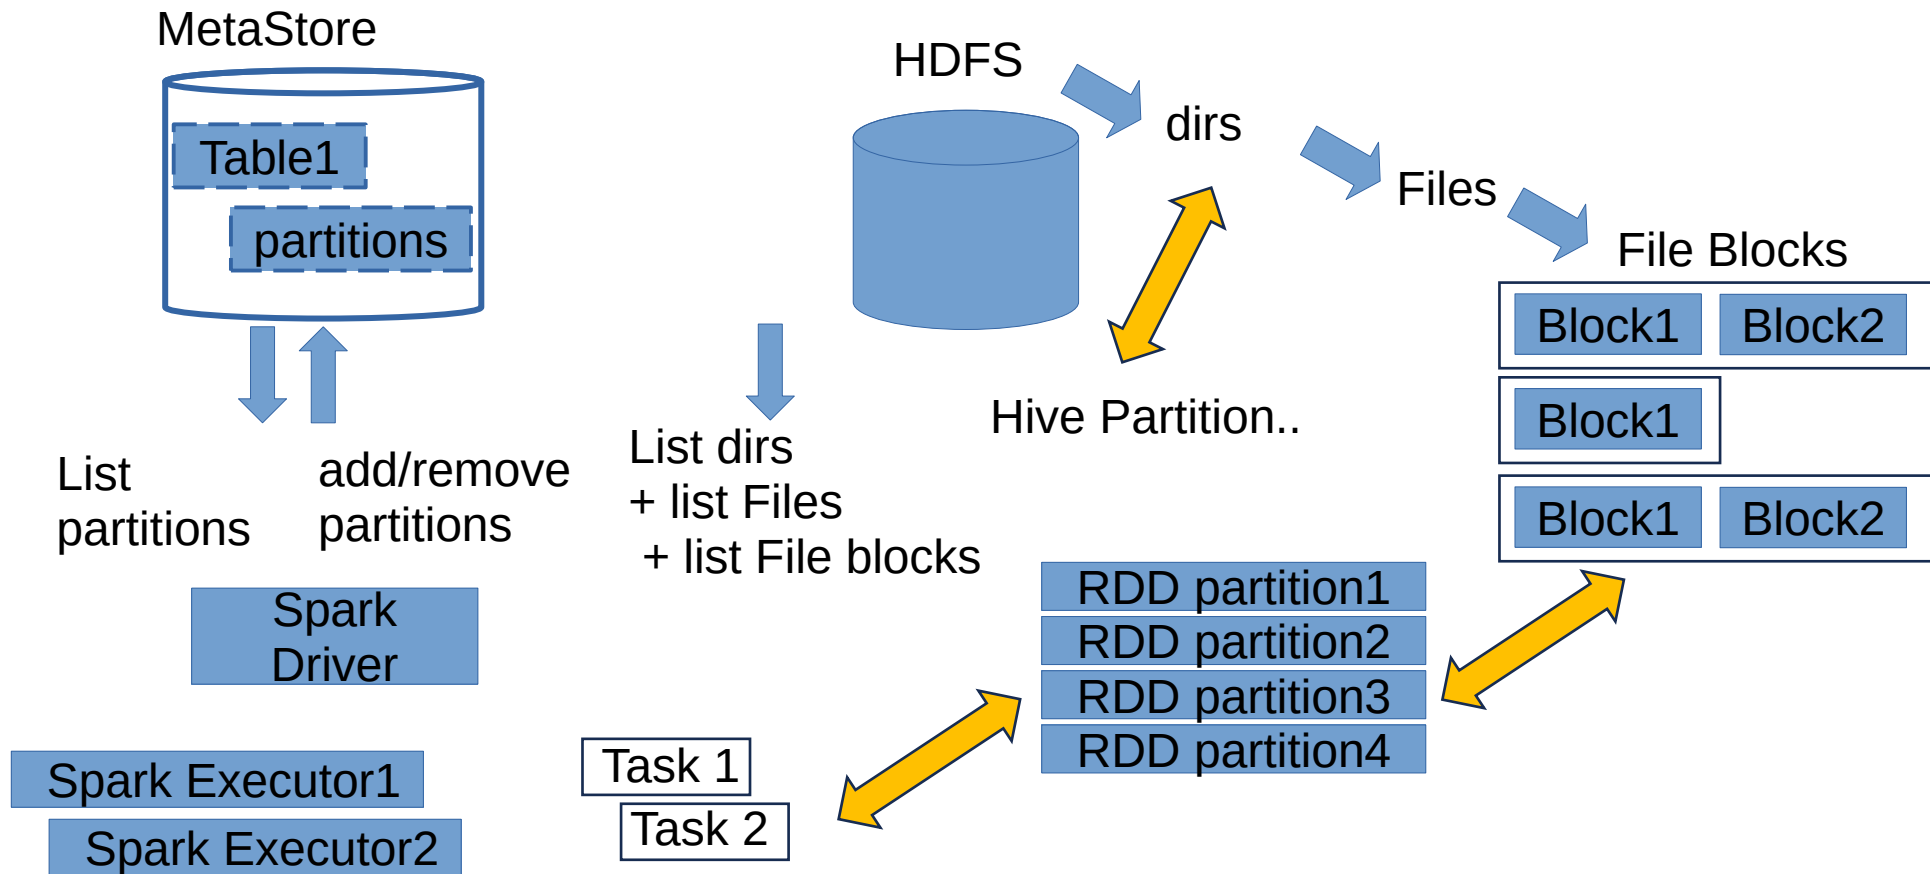 MetaStore
Table1
partitions
List
partitions
add/remove
partitions
HDFS
dirs
Files
File Blocks
Block1
Block2
Block1
Block1
Block2
Hive Partition..
List dirs
+ list Files
+ list File blocks
Spark
Driver
RDD partition1
RDD partition2
RDD partition3
RDD partition4
Spark Executor1
Spark Executor2
Task 1
Task 2